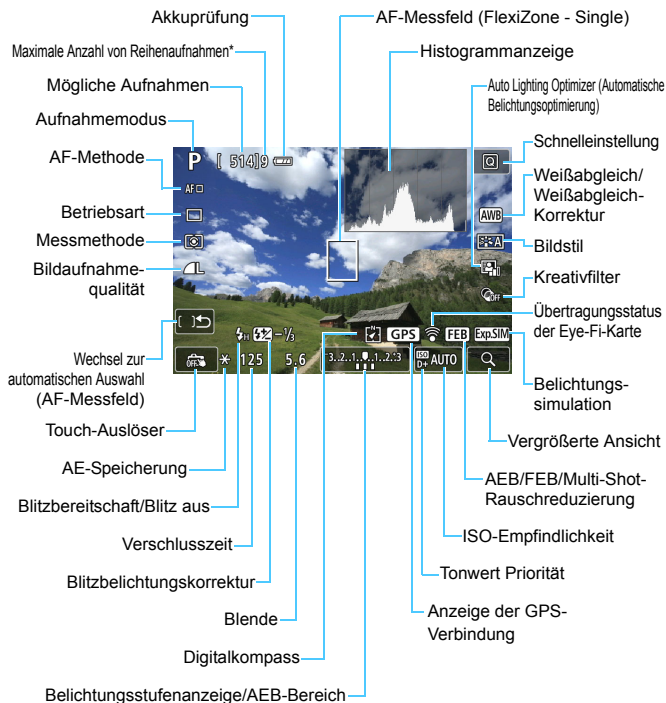 Akkuprüfung
Maximale Anzahl von Reihenaufnahmen*
Mögliche Aufnahmen
Aufnahmemodus
AF-Methode
Betriebsart
Messmethode
Bildaufnahme-
qualität
Wechsel zur
automatischen Auswahl
(AF-Messfeld)
Touch-Auslöser
AE-Speicherung
Blitzbereitschaft/Blitz aus
Verschlusszeit
Blitzbelichtungskorrektur
Blende
Digitalkompass
Belichtungsstufenanzeige/AEB-Bereich
AF-Messfeld (FlexiZone - Single)
Histogrammanzeige
Auto Lighting Optimizer (Automatische
Belichtungsoptimierung)
Schnelleinstellung
Weißabgleich/
Weißabgleich-
Korrektur
Bildstil
Kreativfilter
Übertragungsstatus
der Eye-Fi-Karte
Belichtungs-
simulation
Vergrößerte Ansicht
AEB/FEB/Multi-Shot-
Rauschreduzierung
ISO-Empfindlichkeit
Tonwert Priorität
Anzeige der GPS-
Verbindung
P [ 514]9
AF
L
Q
AWB
A
OFF
H -1/3
N GPS FEB Exp.SIM
OFF * 125 5.6 -3..2..1..0..1..2.:3 ISO D+ AUTO